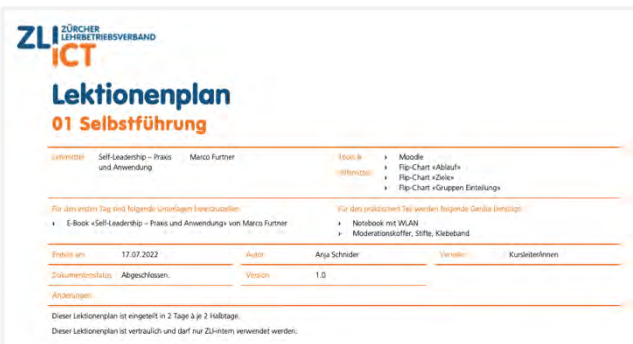 ZLI ZÜRCHER
LEHRBETRIEBSVERBAND
ICT
Lektionenplan
01 Selbstführung
Lehrmittel Self-Leadership – Praxis und Anwendung Marco Furtner
Tools & Hilfsmittel
› Moodle
› Flip-Chart «Ablauf»
› Flip-Chart «Ziele»
› Flip-Chart «Gruppen Einteilung»
Für den ersten Tag sind folgende Unterlagen bereitzustellen:
› E-Book «Self-Leadership – Praxis und Anwendung» von Marco Furtner
Für den praktischen Teil werden folgende Geräte benötigt:
› Notebook mit WLAN
› Moderationskoffer, Stifte, Klebeband
Erstellt am 17.07.2022 Autor Anja Schnider Verteiler Kursleiter/innen
Dokumentenstatus Abgeschlossen. Version 1.0
Änderungen
Dieser Lektionenplan ist eingeteilt in 2 Tage à je 2 Halbtage.
Dieser Lektionenplan ist vertraulich und darf nur ZLI-intern verwendet werden.